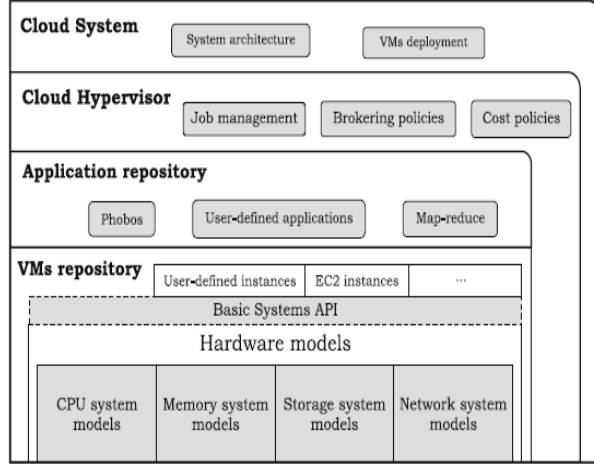 Cloud System
System architecture
VMs deployment
Cloud Hypervisor
Job management
Brokering policies
Cost policies
Application repository
Phobos
User-defined applications
Map-reduce
VMs repository
User-defined instances
EC2 instances
...
Basic Systems API
Hardware models
CPU system
models
Memory system
models
Storage system
models
Network system
models